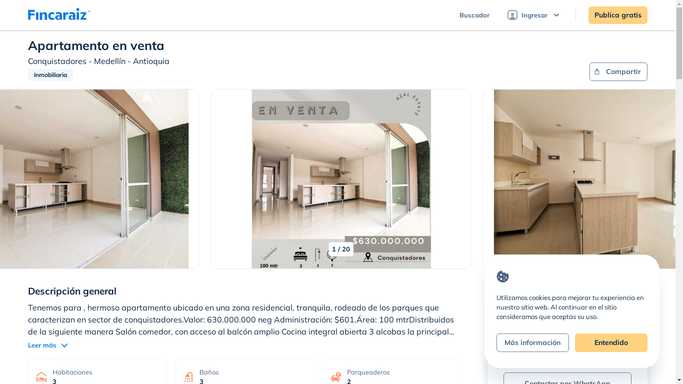 Fincaraiz
Buscador
Ingresar
Publica gratis
Apartamento en venta
Conquistadores - Medellín - Antioquia
Inmobiliaria
Compartir
EN VENTA
REAL ESTATE
$630.000.000
1 / 20
100 mtr
Conquistadores
Descripción general
Tenemos para , hermoso apartamento ubicado en una zona residencial, tranquila, rodeado de los parques que
caracterizan en sector de conquistadores.Valor: 630.000.000 neg Administración: $601.Área: 100 mtrDistribuidos
de la siguiente manera Salón comedor, con acceso al balcón amplio Cocina integral abierta 3 alcobas la principal...
Leer más
Habitaciones
3
Baños
3
Parqueaderos
2
Utilizamos cookies para mejorar tu experiencia en
nuestro sitio web. Al continuar en el sitio
consideramos que aceptas su uso.
Más información
Entendido
Contactar por WhatsApp